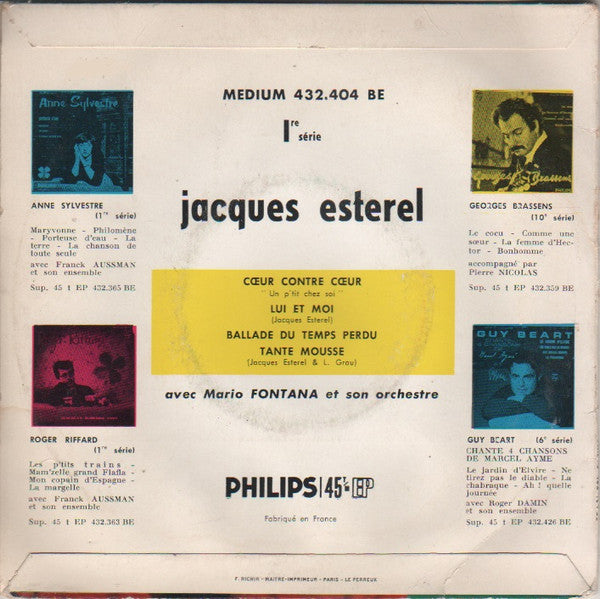 MEDIUM 432.404 BE
1re série
jacques esterel
CŒUR CONTRE CŒUR
"Un p'tit chez soi"
LUI ET MOI
(Jacques Esterel)
BALLADE DU TEMPS PERDU
TANTE MOUSSE
(Jacques Esterel & L. Grau)
avec Mario FONTANA et son orchestre
PHILIPS 45t. EP
Fabriqué en France
Anne Sylvestre
ANNE SYLVESTRE
(1re série)
Maryvonne - Philomène
- Porteuse d'eau - La
terre - La chanson de
toute seule
avec Franck AUSSMAN
et son ensemble
Sup. 45 t EP 432.365 BE
ROGER RIFFARD
(1re série)
Les p'tits trains -
Mam'zelle grand Flafla -
Mon copain d'Espagne -
La margelle
avec Franck AUSSMAN
et son ensemble
Sup. 45 t EP 432.363 BE
Georges Brassens
GEORGES BRASSENS
(10e série)
Le cocu - Comme une
sœur - La femme d'Hec-
tor - Bonhomme
accompagné par
Pierre NICOLAS
Sup. 45 t EP 432.359 BE
GUY BEART
GUY BEART (6e série)
CHANTE 4 CHANSONS
DE MARCEL AYME
Le jardin d'Elvire - Ne
tirez pas le diable - La
chabraque - Ah ! quelle
journée
avec Roger DAMIN
et son ensemble
Sup. 45 t EP 432.426 BE
F. RICHIR - MAITRE-IMPRIMEUR - PARIS - LE PERREUX